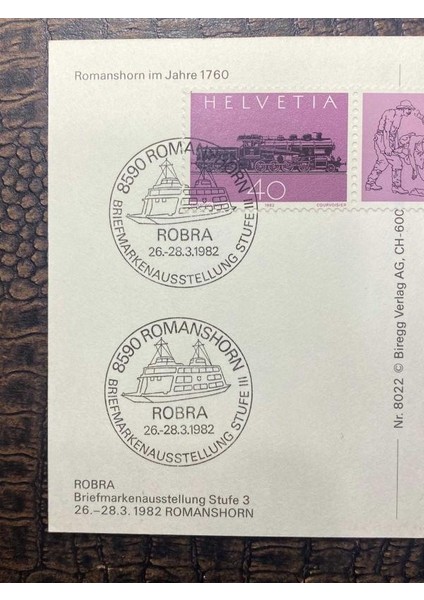 Romanshorn im Jahre 1760
HELVETIA
40
1982
8590 ROMANSHORN
BRIEFMARKENAUSSTELLUNG STUFE III
ROBRA
26.-28.3.1982
8590 ROMANSHORN
BRIEFMARKENAUSSTELLUNG STUFE III
ROBRA
26.-28.3.1982
Nr. 8022 © Biregg Verlag AG, CH-600
ROBRA
Briefmarkenausstellung Stufe 3
26.–28.3. 1982 ROMANSHORN